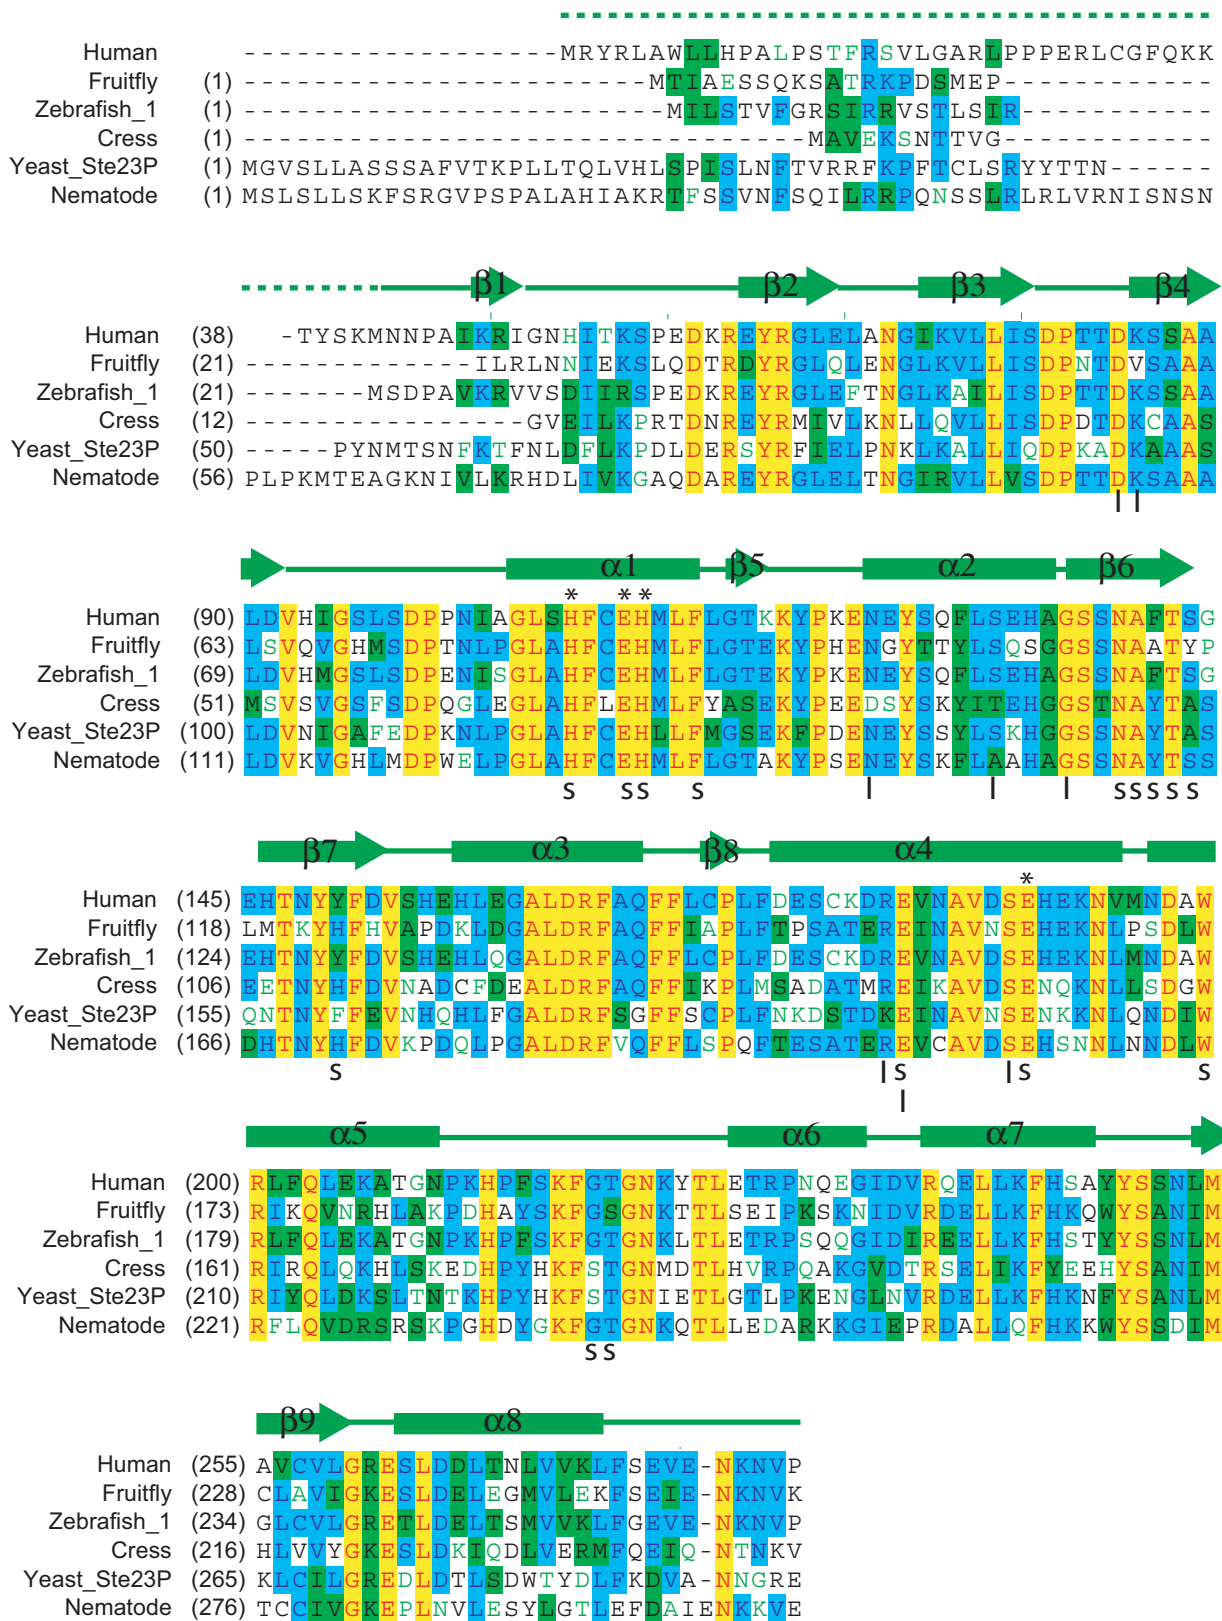 Human ------------------MRYRLAWLLHPALPSTFRSVLGARLPPPERLCGFQKK
Fruitfly (1) -----------------------MTIAESSQKSATRKPDSMEP------------
Zebrafish_1 (1) ------------------------MILSTVFGRSIRRVSTLSIR-----------
Cress (1) --------------------------------MAVEKSNTTVG------------
Yeast_Ste23P (1) MGVSLLASSSAFVTKPLLTQLVHLSPISLNFTVRRFKPFTCLSRYYTTN------
Nematode (1) MSLSLLSKFSRGVPSPALAHIAKRTFSSVNFSQILRRPQNSSLRLRLVRNISNSN
β1 β2 β3 β4
Human (38) -TYSKMNNPAIKRIGNHITKSPEDKREYRGLELANGIKVLLISDPTTDKSSAA
Fruitfly (21) -------------ILRLNNIEKSLQDTRDYRGLQLENGLKVLLISDPNTDVSAAA
Zebrafish_1 (21) -------MSDPAVKRVVSDIIRSPEDKREYRGLEFTNGLKAILISDPTTDKSSAA
Cress (12) ----------------GVEILKPRTDNREYRMIVLKNLLQVLLISDPDTDKCAAS
Yeast_Ste23P (50) -----PYNMTSNFKTFNLDFLKPDLDERSYRFIELPNKLKALLIQDPKADKAAAS
Nematode (56) PLPKMTEAGKNIVLKRHDLIVKGAQDAREYRGLELTNGIRVLLVSDPTTDKSAAA
I I
α1 β5 α2 β6
* * *
Human (90) LDVHIGSLSDPPNIAGLSHFCEHMLFLGTKKYPKENEYSQFLSEHAGSSNAFTSG
Fruitfly (63) LSVQVGHMSDPTNLPGLAHFCEHMLFLGTEKYPHENGYTTYLSQSGGSSNAATYP
Zebrafish_1 (69) LDVHMGSLSDPENISGLAHFCEHMLFLGTEKYPKENEYSQFLSEHAGSSNAFTSG
Cress (51) MSVSVGSFSDPQGLEGLAHFLEHMLFYASEKYPEEDSYSKYITEHGGSTNAYTAS
Yeast_Ste23P (100) LDVNIGAFEDPKNLPGLAHFCEHLLFMGSEKFPDENEYSSYLSKHGGSSNAYTAS
Nematode (111) LDVKVGHLMDPWELPGLAHFCEHMLFLGTAKYPSENEYSKFLAAHAGSSNAYTSS
S S S S I I I S S S S S
β7 α3 β8 α4
*
Human (145) EHTNYYFDVSHEHLEGALDRFAQFFLCPLFDESCKDREVNAVDSEHEKNVMNDAW
Fruitfly (118) LMTKYHFHVAPDKLDGALDRFAQFFIAPLFTPSATEREINAVNSEHEKNLPSDLW
Zebrafish_1 (124) EHTNYYFDVSHEHLQGALDRFAQFFLCPLFDESCKDREVNAVDSEHEKNLMNDAW
Cress (106) EETNYHFDVNADCFDEALDRFAQFFIKPLMSADATMREIKAVDSENQKNLLSDGW
Yeast_Ste23P (155) QNTNYFFEVNHQHLFGALDRFSGFFSCPLFNKDSTDKEINAVNSENKKNLQNDIW
Nematode (166) DHTNYHFDVKPDQLPGALDRFVQFFLSPQFTESATEREVCAVDSEHSNNLNNDLW
S I S I S S
I
α5 α6 α7
Human (200) RLFQLEKATGNPKHPFSKFGTGNKYTLETRPNQEGIDVRQELLKFHSAYYSSNLM
Fruitfly (173) RIKQVNRHLAKPDHAYSKFGSGNKTTLSEIPKSKNIDVRDELLKFHKQWYSANIM
Zebrafish_1 (179) RLFQLEKATGNPKHPFSKFGTGNKLTLETRPSQQGIDIREELLKFHSTYYSSNLM
Cress (161) RIRQLQKHLSKEDHPYHKFSTGNMDTLHVRPQAKGVDTRSELIKFYEEHYSANIM
Yeast_Ste23P (210) RIYQLDKSLTNTKHPYHKFSTGNIETLGTLPKENGLNVRDELLKFHKNFYSANLM
Nematode (221) RFLQVDRSRSKPGHDYGKFGTGNKQTLLEDARKKGIEPRDALLQFHKKWYSSDIM
S S
β9 α8
Human (255) AVCVLGRESLDDLTNLVVKLFSEVE-NKNVP
Fruitfly (228) CLAVIGKESLDELEGMVLEKFSEIE-NKNVK
Zebrafish_1 (234) GLCVLGRETLDELTSMVVKLFGEVE-NKNVP
Cress (216) HLVVYGKESLDKIQDLVERMFQEIQ-NTNKV
Yeast_Ste23P (265) KLCILGREDLDTLSDWTYDLFKDVA-NNGRE
Nematode (276) TCCIVGKEPLNVLESYLGTLEFDAIENKKVE